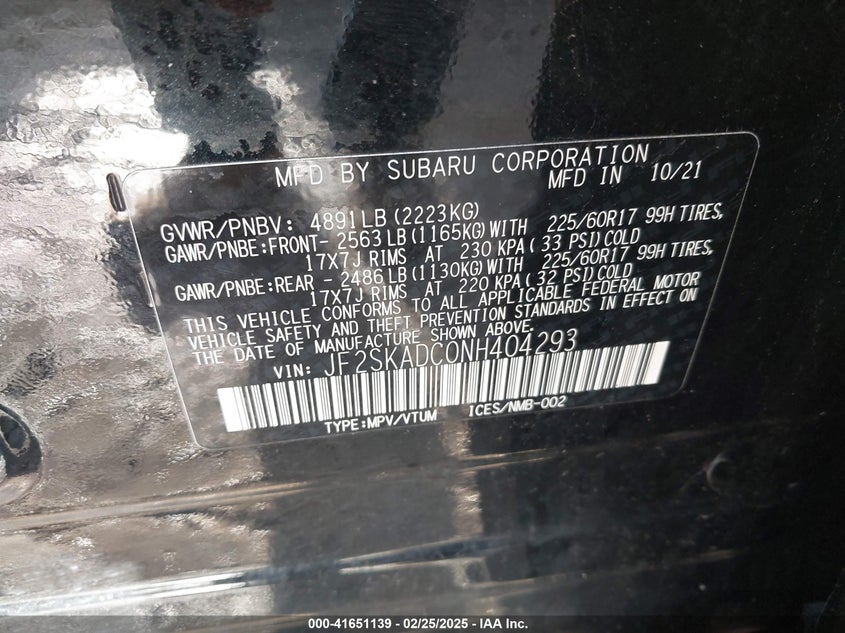 MFD BY SUBARU CORPORATION
MFD IN 10/21
GVWR/PNBV: 4891LB(2223KG)
GAWR/PNBE:FRONT- 2563LB(1165KG)WITH 225/60R17 99H TIRES,
17X7J RIMS AT 230 KPA(33 PSI)COLD
GAWR/PNBE:REAR - 2486LB(1130KG)WITH 225/60R17 99H TIRES,
17X7J RIMS AT 220 KPA(32 PSI)COLD
THIS VEHICLE CONFORMS TO ALL APPLICABLE FEDERAL MOTOR
VEHICLE SAFETY AND THEFT PREVENTION STANDARDS IN EFFECT ON
THE DATE OF MANUFACTURE SHOWN ABOVE.
VIN: JF2SKADC0NH404293
TYPE:MPV/VTUM ICES/NMB-002
000-41651139 — 02/25/2025 — IAA Inc.